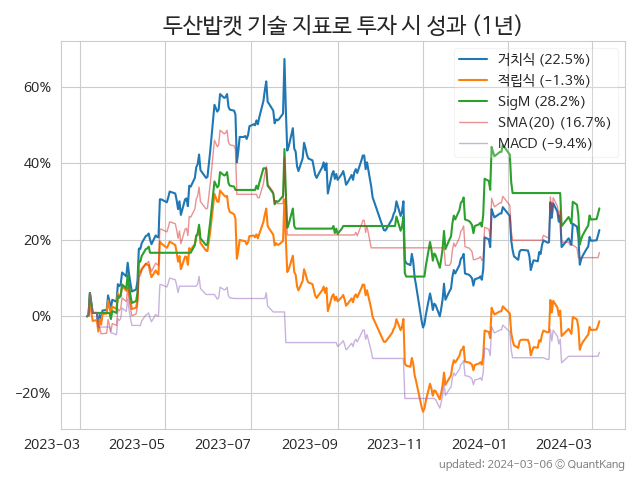 두산밥캣 기술 지표로 투자 시 성과 (1년)
거치식 (22.5%)
적립식 (−1.3%)
SigM (28.2%)
SMA(20) (16.7%)
MACD (−9.4%)
60%
40%
20%
0%
−20%
2023−03
2023−05
2023−07
2023−09
2023−11
2024−01
2024−03
updated: 2024-03-06 ⓒ QuantKang